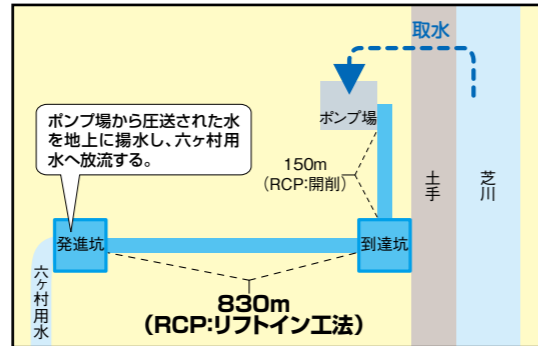 取水
ポンプ場から圧送された水
を地上に揚水し、六ヶ村用
水へ放流する。
ポンプ場
150m
(RCP:開削)
土手
芝川
発進坑
到達坑
六ヶ村用水
830m
(RCP:リフトイン工法)